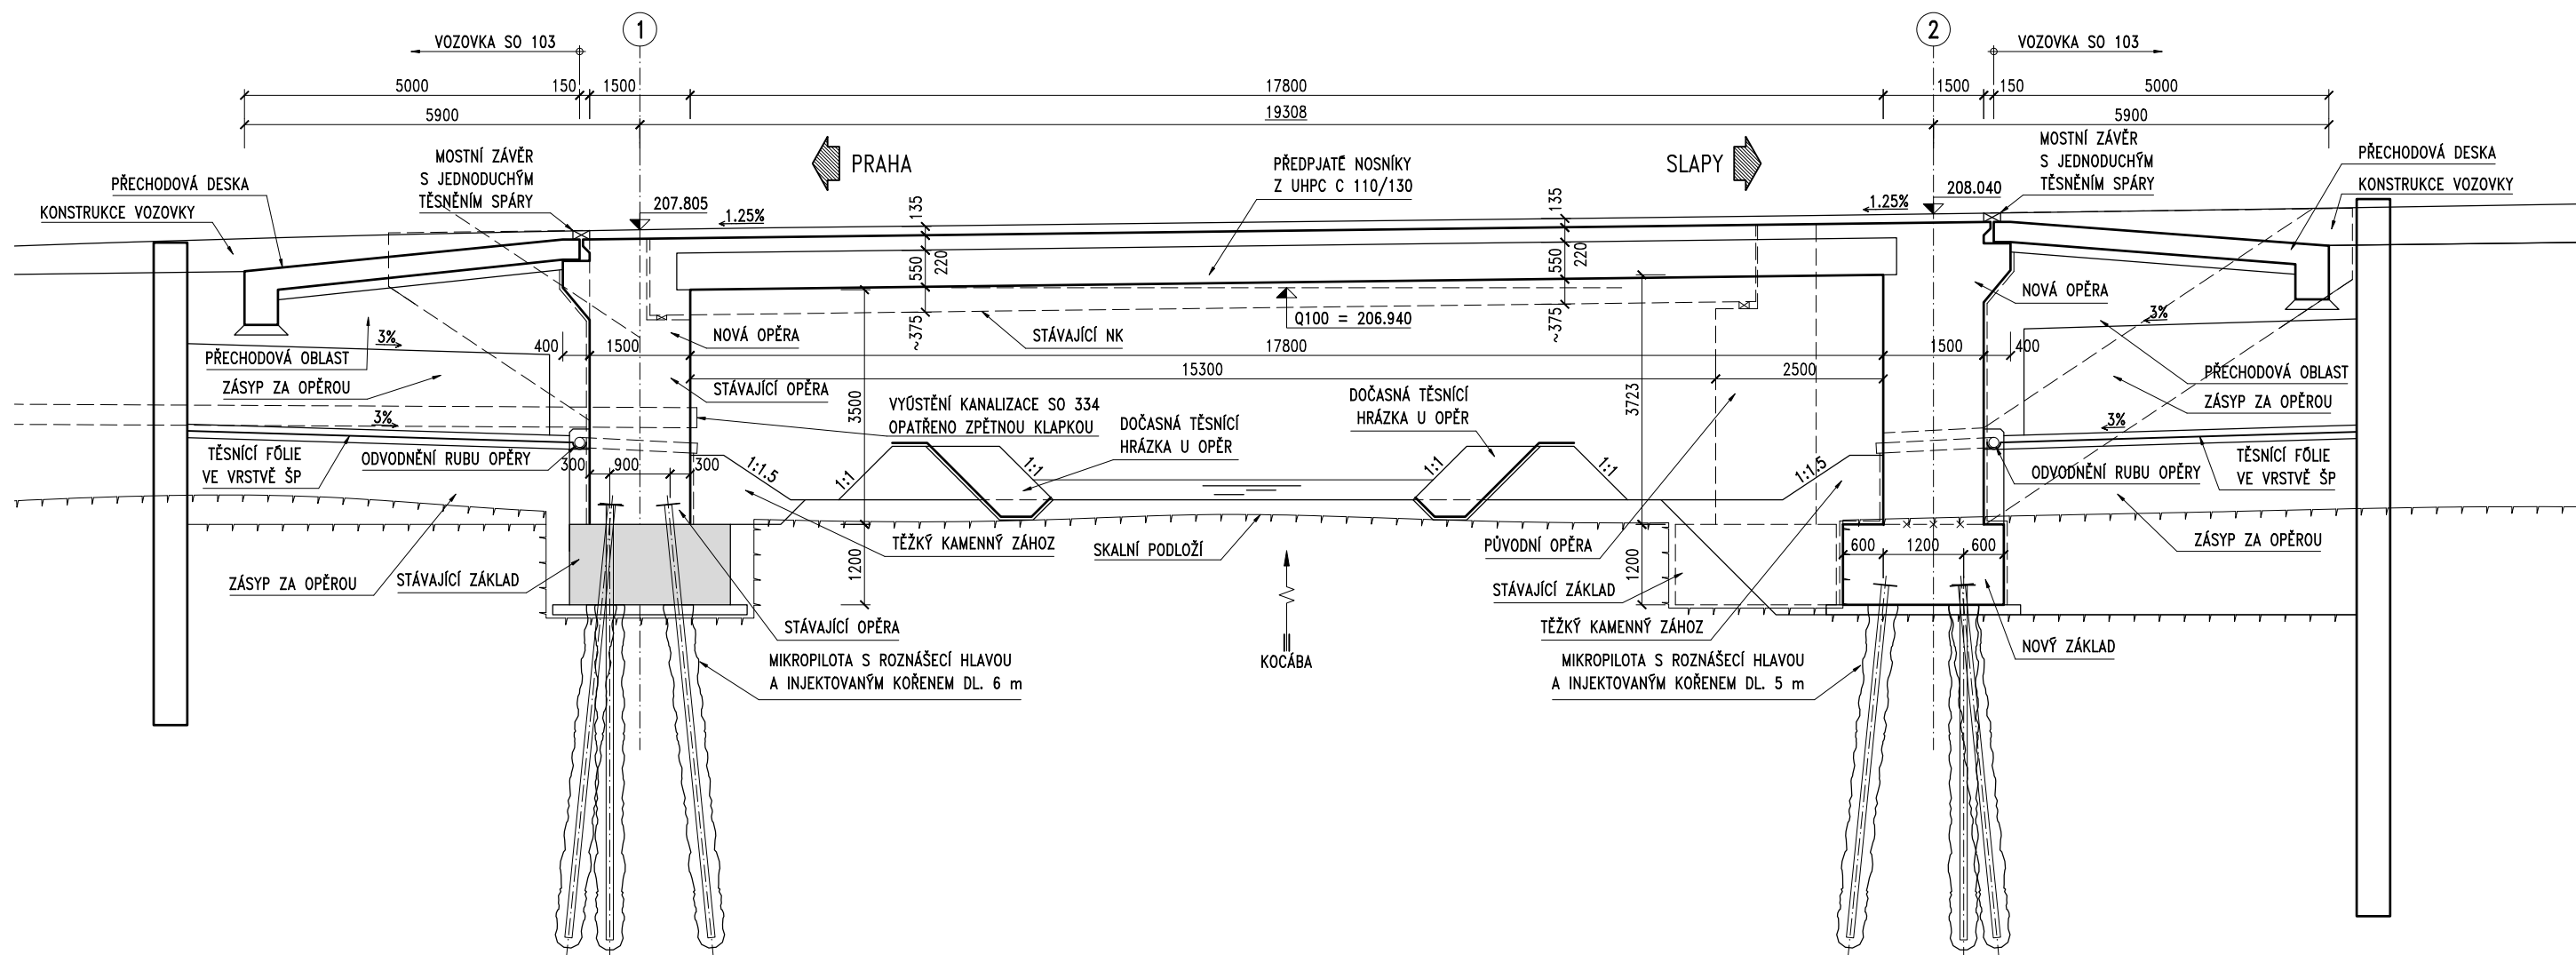 1
2
VOZOVKA SO 103
VOZOVKA SO 103
5000
150
1500
17800
1500
150
5000
5900
19308
5900
MOSTNÍ ZÁVĚR
S JEDNODUCHÝM
TĚSNĚNÍM SPÁRY
PŘECHODOVÁ DESKA
KONSTRUKCE VOZOVKY
PRAHA
PŘEDPJATÉ NOSNÍKY
Z UHPC C 110/130
SLAPY
MOSTNÍ ZÁVĚR
S JEDNODUCHÝM
TĚSNĚNÍM SPÁRY
PŘECHODOVÁ DESKA
KONSTRUKCE VOZOVKY
207.805
1.25%
135
220
550
~375
135
220
550
~375
1.25%
208.040
NOVÁ OPĚRA
STÁVAJÍCÍ NK
Q100 = 206.940
NOVÁ OPĚRA
3%
3%
PŘECHODOVÁ OBLAST
ZÁSYP ZA OPĚROU
400
1500
17800
1500
400
15300
2500
STÁVAJÍCÍ OPĚRA
PŘECHODOVÁ OBLAST
ZÁSYP ZA OPĚROU
3500
3723
VYÚSTĚNÍ KANALIZACE SO 334
OPATŘENO ZPĚTNOU KLAPKOU
DOČASNÁ TĚSNÍCÍ
HRÁZKA U OPĚR
DOČASNÁ TĚSNÍCÍ
HRÁZKA U OPĚR
3%
3%
TĚSNÍCÍ FÓLIE
VE VRSTVĚ ŠP
ODVODNĚNÍ RUBU OPĚRY
300
900
300
1:1.5
1:1
1:1
1:1
1:1
1:1.5
ODVODNĚNÍ RUBU OPĚRY
TĚSNÍCÍ FÓLIE
VE VRSTVĚ ŠP
TĚŽKÝ KAMENNÝ ZÁHOZ
SKALNÍ PODLOŽÍ
PŮVODNÍ OPĚRA
600
1200
600
ZÁSYP ZA OPĚROU
ZÁSYP ZA OPĚROU
STÁVAJÍCÍ ZÁKLAD
1200
1200
STÁVAJÍCÍ ZÁKLAD
STÁVAJÍCÍ OPĚRA
TĚŽKÝ KAMENNÝ ZÁHOZ
NOVÝ ZÁKLAD
KOCÁBA
MIKROPILOTA S ROZNÁŠECÍ HLAVOU
A INJEKTOVANÝM KOŘENEM DL. 6 m
MIKROPILOTA S ROZNÁŠECÍ HLAVOU
A INJEKTOVANÝM KOŘENEM DL. 5 m